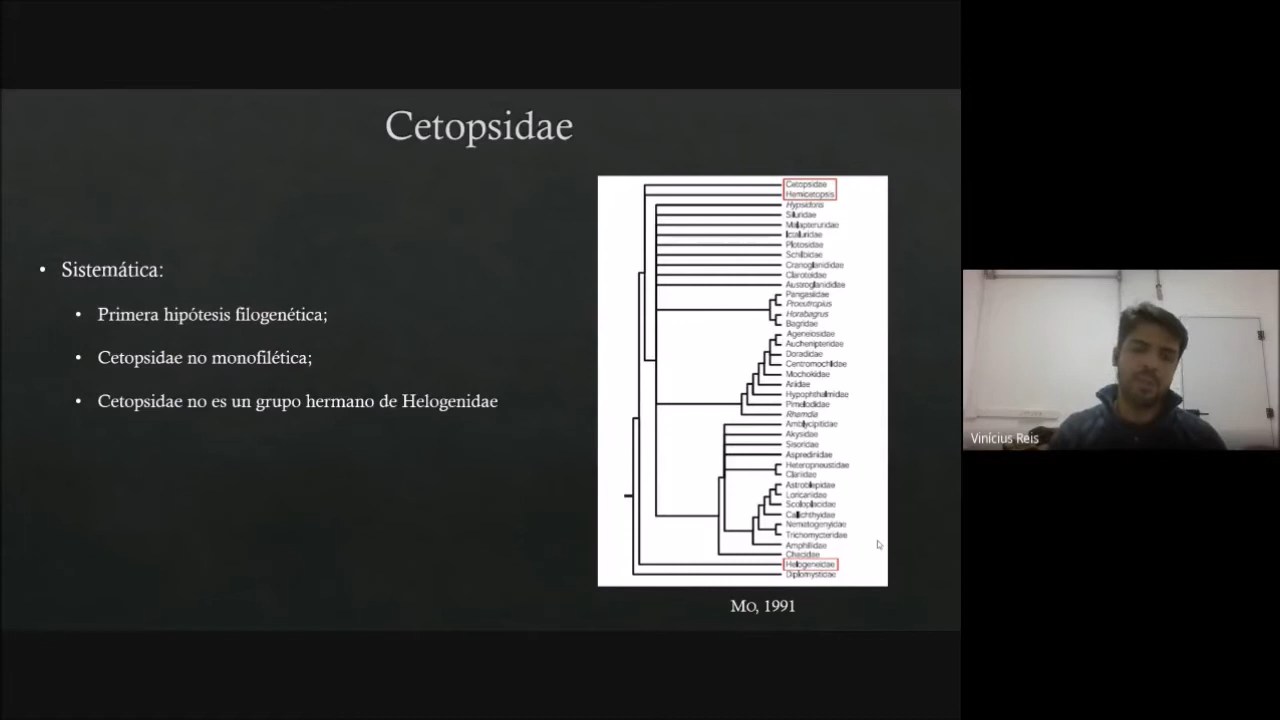 Cetopsidae
• Sistemática:
• Primera hipótesis filogenética;
• Cetopsidae no monofilética;
• Cetopsidae no es un grupo hermano de Helogenidae
Cetopsidae
Hemicetopsis
Hypsidoris
Siluridae
Malapteruridae
Ictaluridae
Plotosidae
Schilbidae
Cranoglanididae
Claroteidae
Austroglanididae
Pangasiidae
Proeutropius
Horabagrus
Bagridae
Ageneiosidae
Auchenipteridae
Doradidae
Centromochlidae
Mochokidae
Ariidae
Hypophthalmidae
Pimelodidae
Rhamdia
Amblycipitidae
Akysidae
Sisoridae
Aspredinidae
Heteropneustidae
Clariidae
Astroblepidae
Loricariidae
Scoloplacidae
Callichthyidae
Nematogenyidae
Trichomycteridae
Amphiliidae
Chacidae
Helogeneidae
Diplomystidae
Mo, 1991
Vinícius Reis